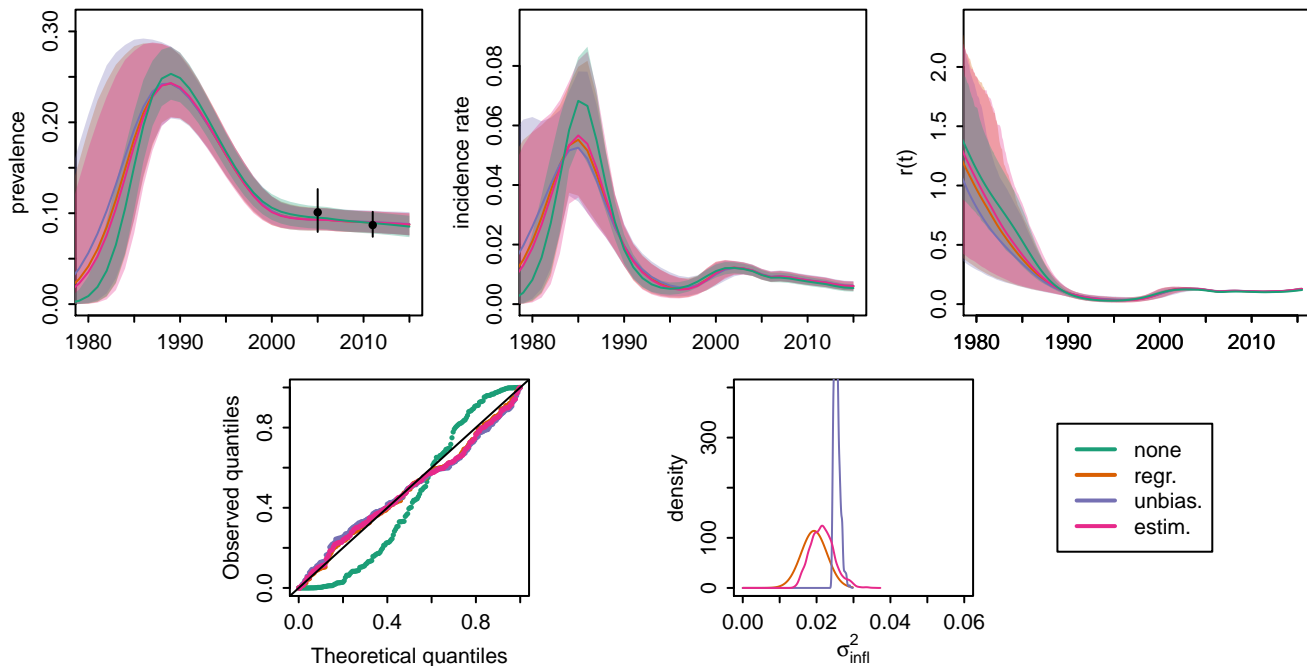 prevalence
0.00 0.10 0.20 0.30
1980 1990 2000 2010
incidence rate
0.00 0.02 0.04 0.06 0.08
1980 1990 2000 2010
r(t)
0.0 0.5 1.0 1.5 2.0
1980 1990 2000 2010
Observed quantiles
0.0 0.4 0.8
0.0 0.4 0.8
Theoretical quantiles
density
0 100 300
0.00 0.02 0.04 0.06
σ²infl
none
regr.
unbias.
estim.